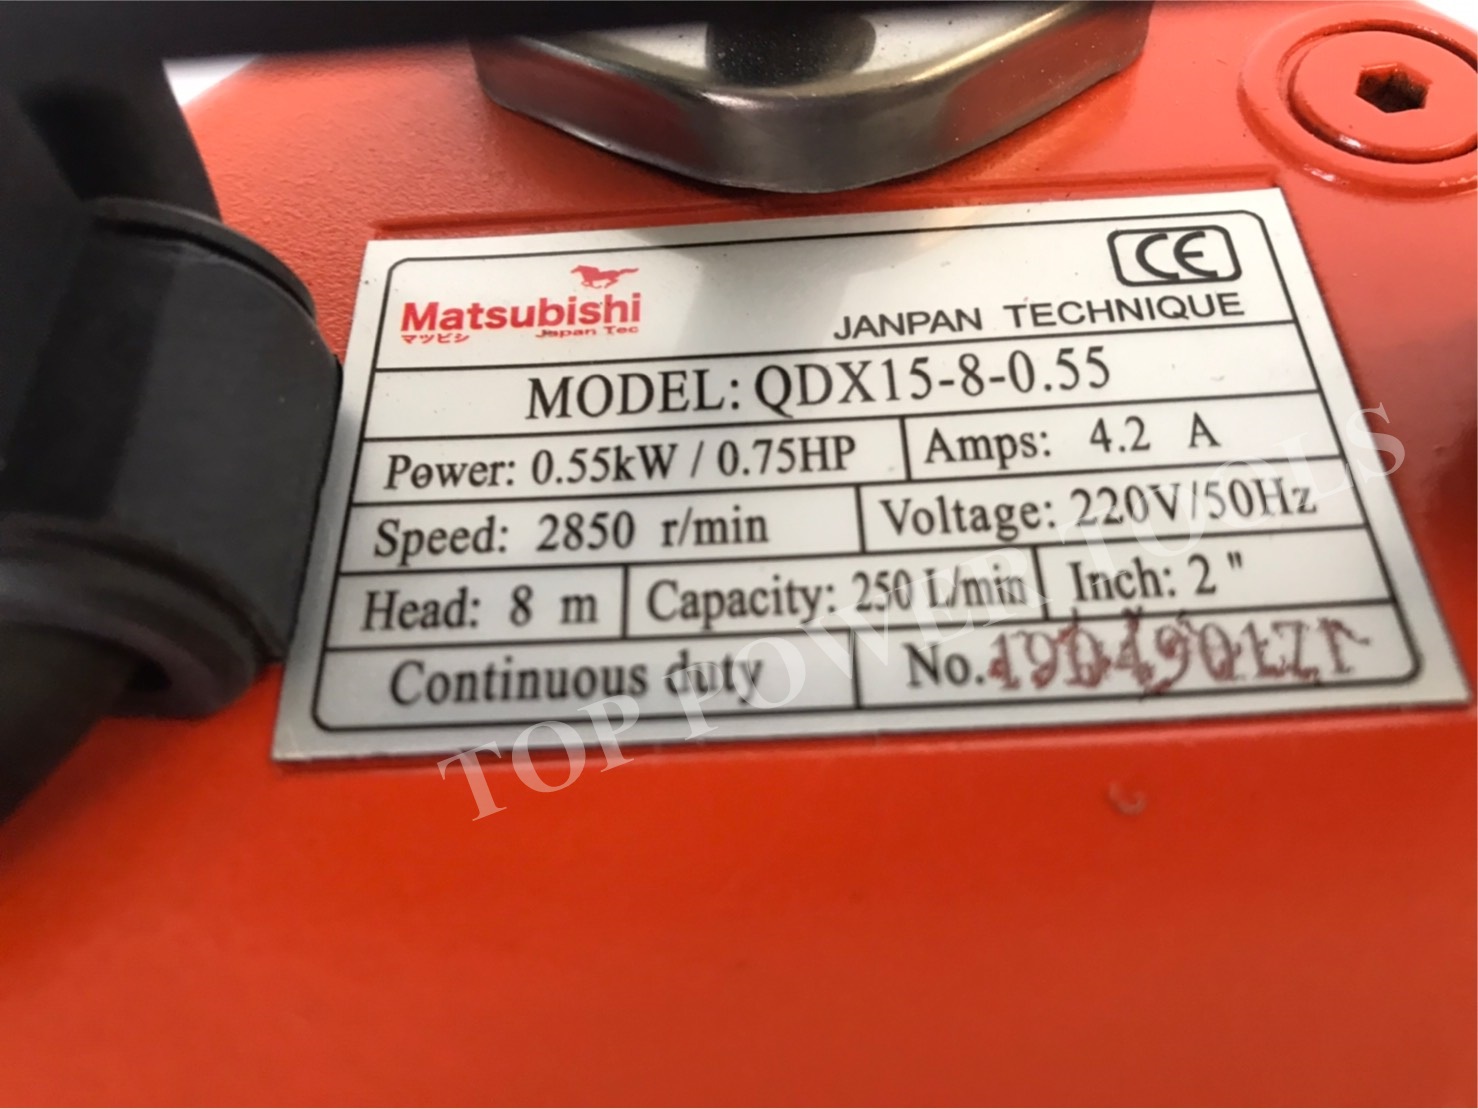 Matsubishi
Japan Tec
マツビシ
CE
JANPAN TECHNIQUE
MODEL: QDX15-8-0.55
Power: 0.55kW / 0.75HP
Amps: 4.2 A
Speed: 2850 r/min
Voltage: 220V/50Hz
Head: 8 m
Capacity: 250 L/min
Inch: 2 "
Continuous duty
No.
TOP POWER TOOLS